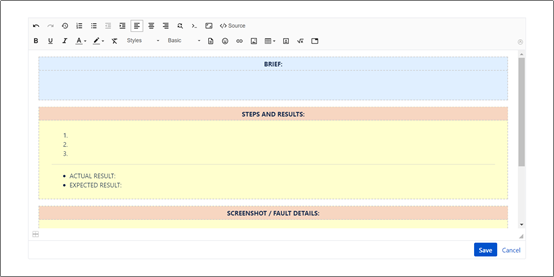 Source
B I U A
Styles
Basic
BRIEF:
STEPS AND RESULTS:
1.
2.
3.
• ACTUAL RESULT:
• EXPECTED RESULT:
SCREENSHOT / FAULT DETAILS:
Save Cancel